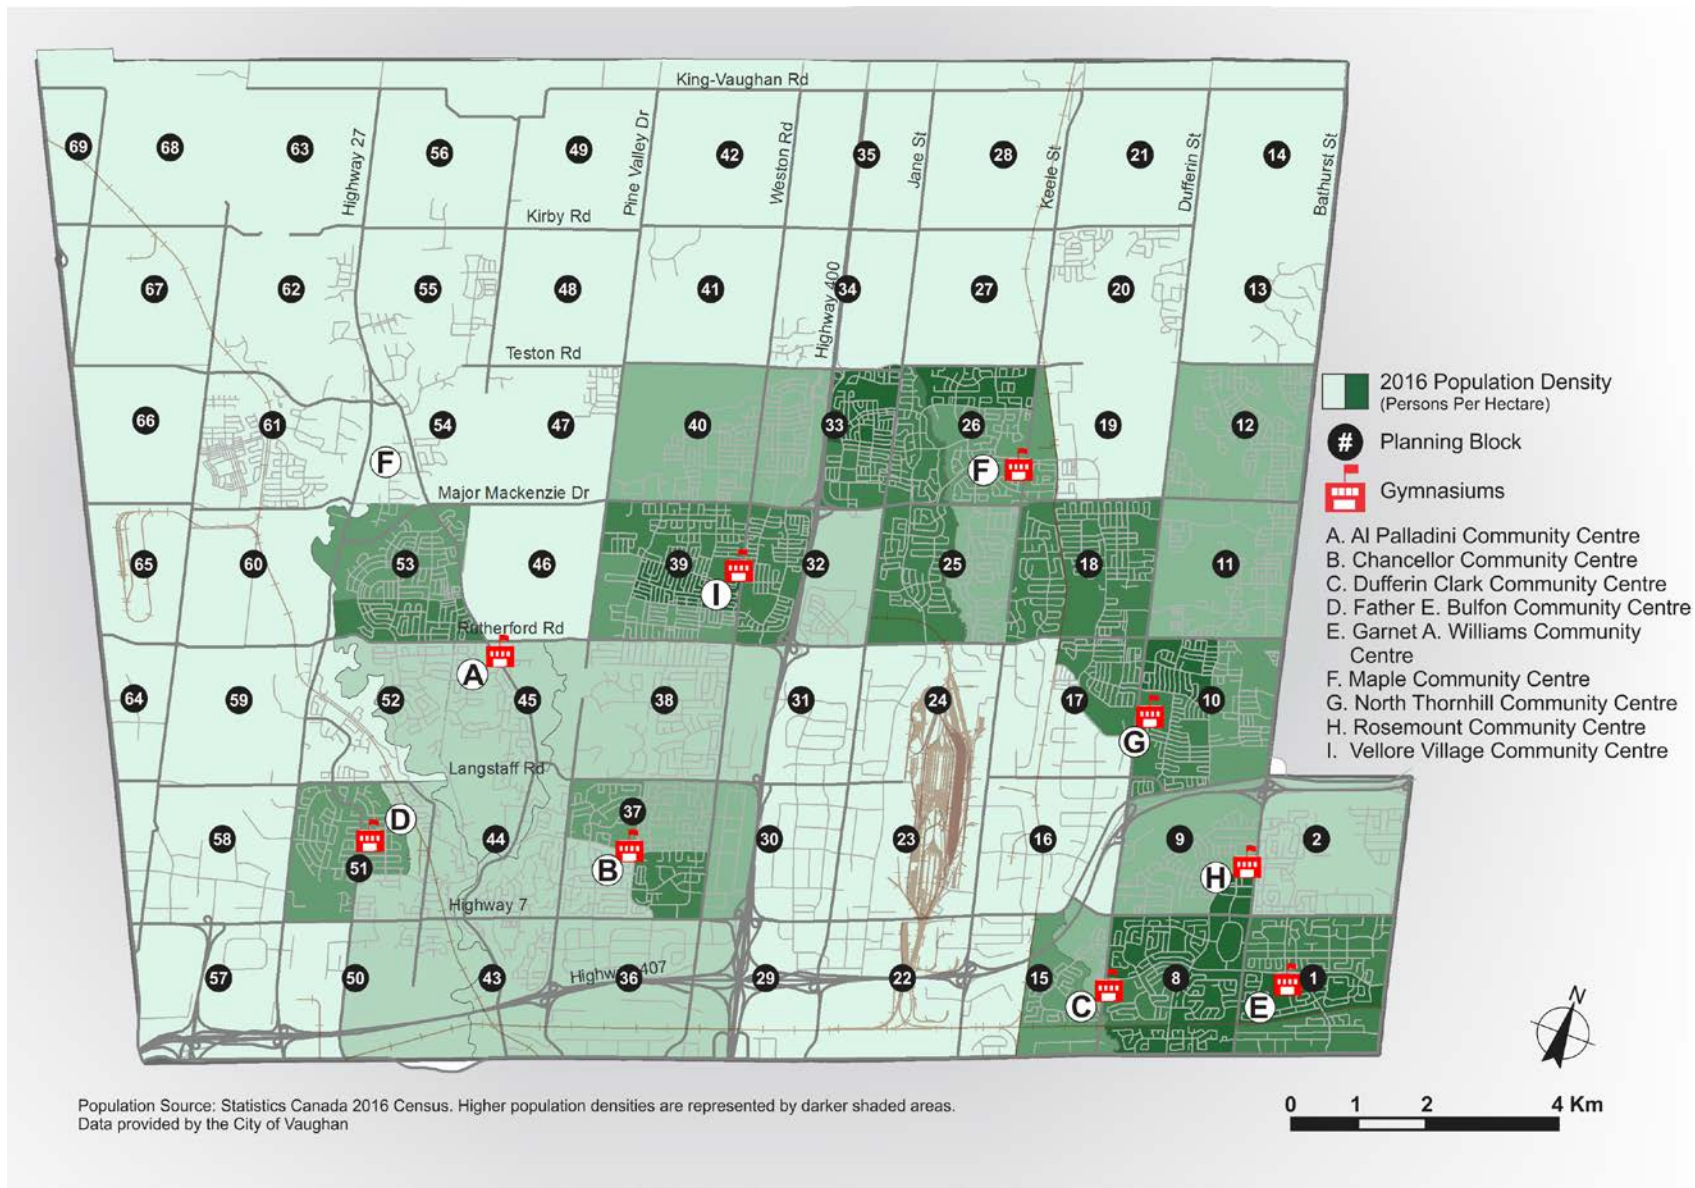 King-Vaughan Rd
69
68
63
Highway 27
56
49
Pine Valley Dr
42
Weston Rd
35
Jane St
28
Keele St
21
Dufferin St
14
Bathurst St
Kirby Rd
67
62
55
48
41
Highway 400
34
27
20
13
Teston Rd
66
61
F
54
47
40
33
26
F
19
12
Major Mackenzie Dr
65
60
53
46
39
I
32
25
18
11
Rutherford Rd
64
59
52
A
45
38
31
24
17
G
10
Langstaff Rd
58
51
D
44
37
B
30
23
16
9
H
2
Highway 7
57
50
43
Highway 407
36
29
22
15
C
8
E
1
2016 Population Density
(Persons Per Hectare)
# Planning Block
Gymnasiums
A. Al Palladini Community Centre
B. Chancellor Community Centre
C. Dufferin Clark Community Centre
D. Father E. Bulfon Community Centre
E. Garnet A. Williams Community
Centre
F. Maple Community Centre
G. North Thornhill Community Centre
H. Rosemount Community Centre
I. Vellore Village Community Centre
N
0 1 2 4 Km
Population Source: Statistics Canada 2016 Census. Higher population densities are represented by darker shaded areas.
Data provided by the City of Vaughan